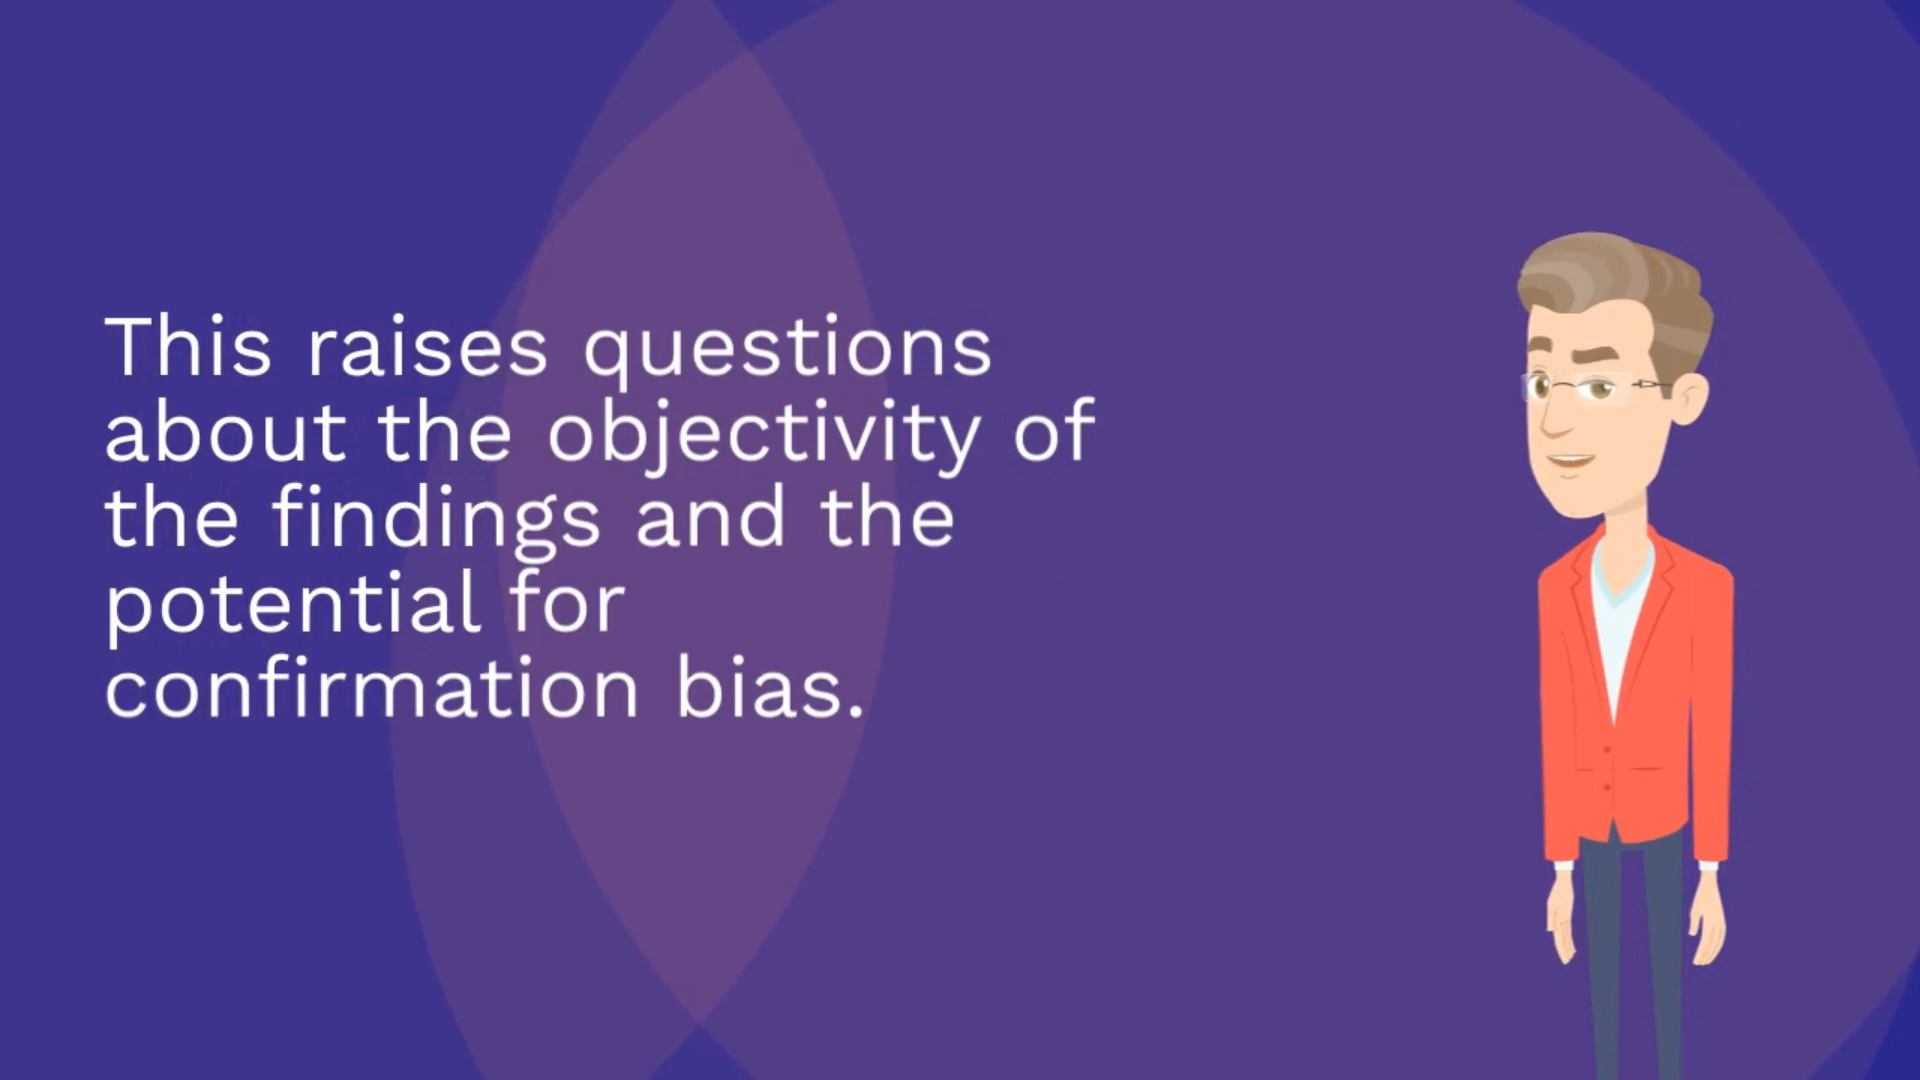 This raises questions
about the objectivity of
the findings and the
potential for
confirmation bias.